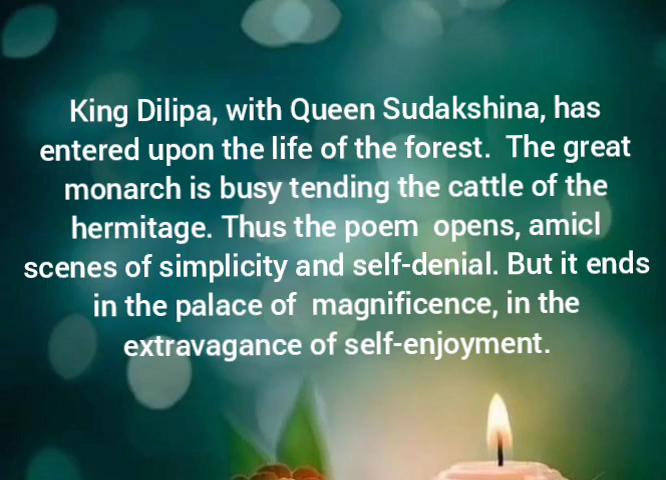 King Dilipa, with Queen Sudakshina, has
entered upon the life of the forest.  The great
monarch is busy tending the cattle of the
hermitage. Thus the poem  opens, amicl
scenes of simplicity and self-denial. But it ends
in the palace of  magnificence, in the
extravagance of self-enjoyment.